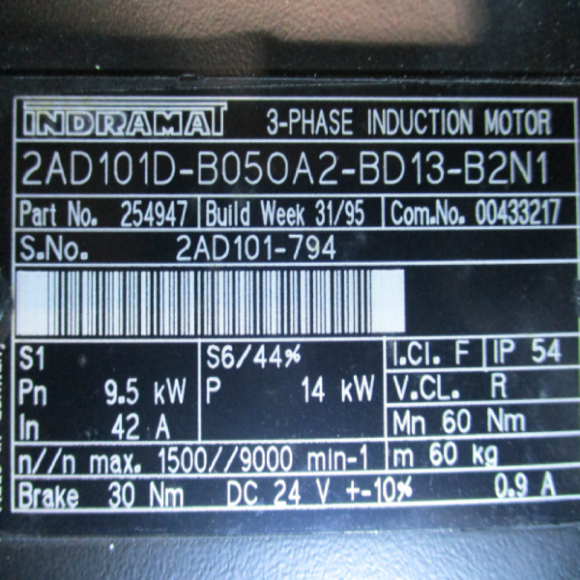 INDRAMAT 3-PHASE INDUCTION MOTOR
2AD101D-B050A2-BD13-B2N1
Part No. 254947 Build Week 31/95 Com.No. 00433217
S.No. 2AD101-794
S1 S6/44% I.Cl. F IP 54
Pn 9.5 kW P 14 kW V.CL. R
In 42 A Mn 60 Nm
n//n max. 1500//9000 min-1 m 60 kg
Brake 30 Nm DC 24 V +-10% 0.9 A